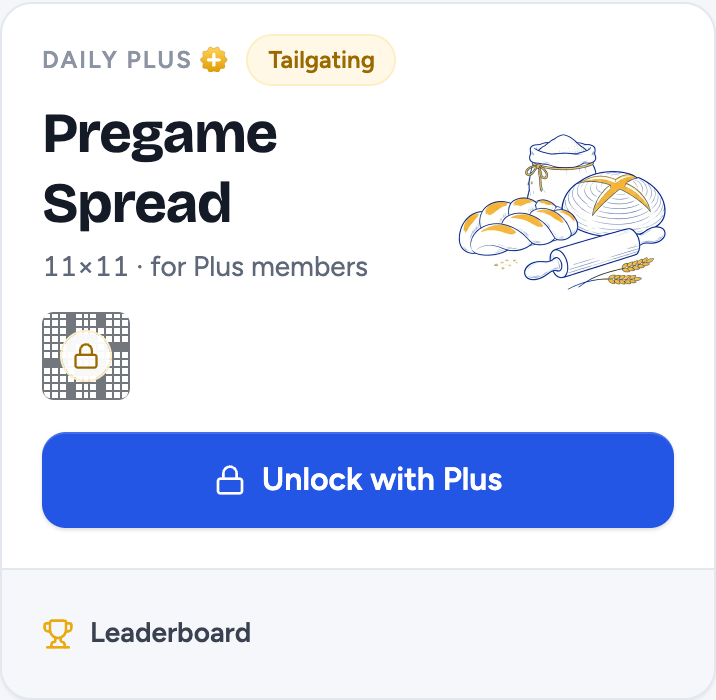 DAILY PLUS
Tailgating
Pregame
Spread
11×11 · for Plus members
Unlock with Plus
Leaderboard